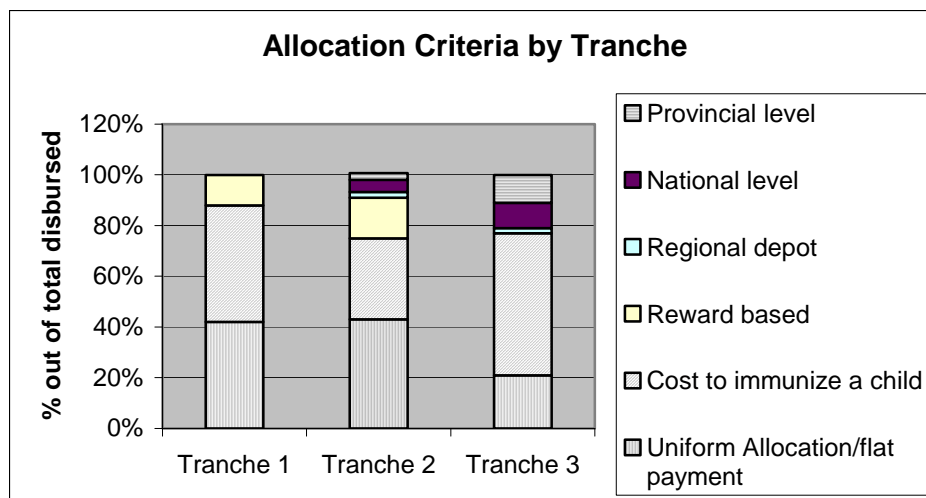 Allocation Criteria by Tranche
% out of total disbursed
120%
100%
80%
60%
40%
20%
0%
Tranche 1
Tranche 2
Tranche 3
Provincial level
National level
Regional depot
Reward based
Cost to immunize a child
Uniform Allocation/flat
payment